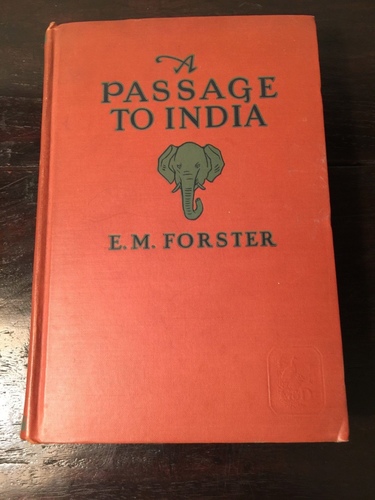 A
PASSAGE
TO INDIA
E. M. FORSTER